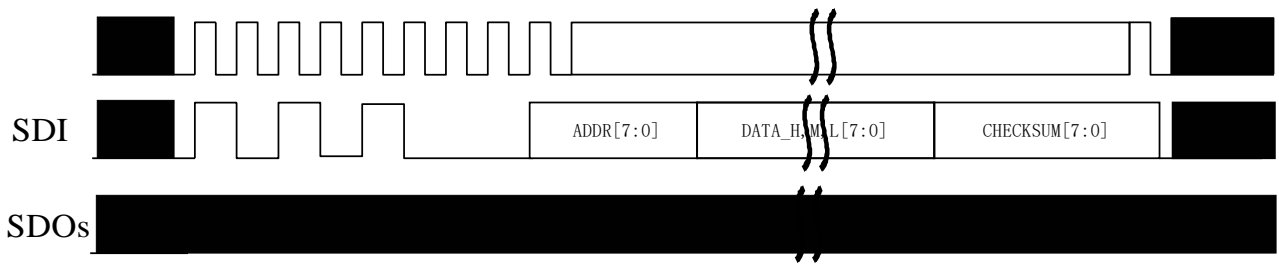 SDI
ADDR[7:0]
DATA_H,M,L[7:0]
CHECKSUM[7:0]
SDOs